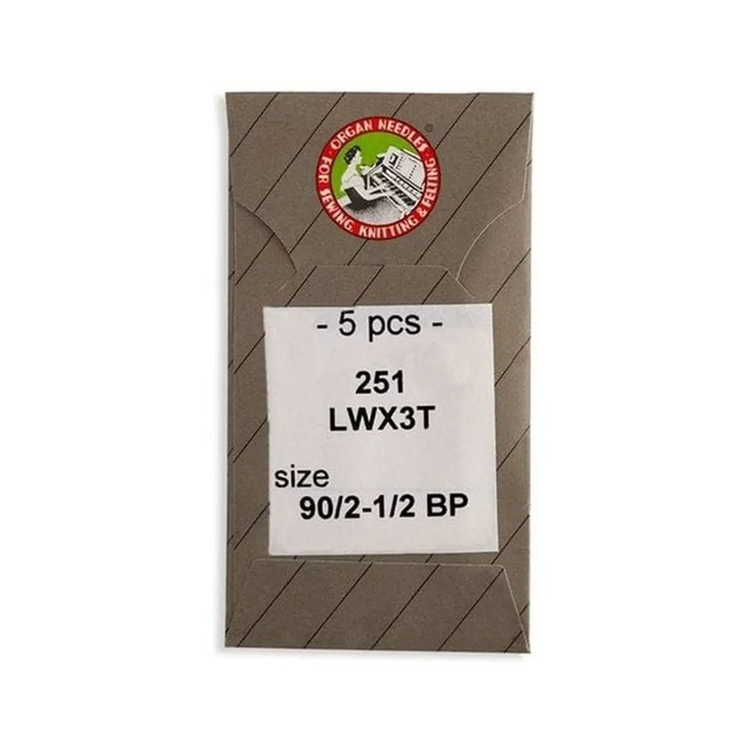 · ORGAN NEEDLES · ®
FOR SEWING, KNITTING & FELTING
- 5 pcs -
251
LWX3T
size
90/2-1/2 BP